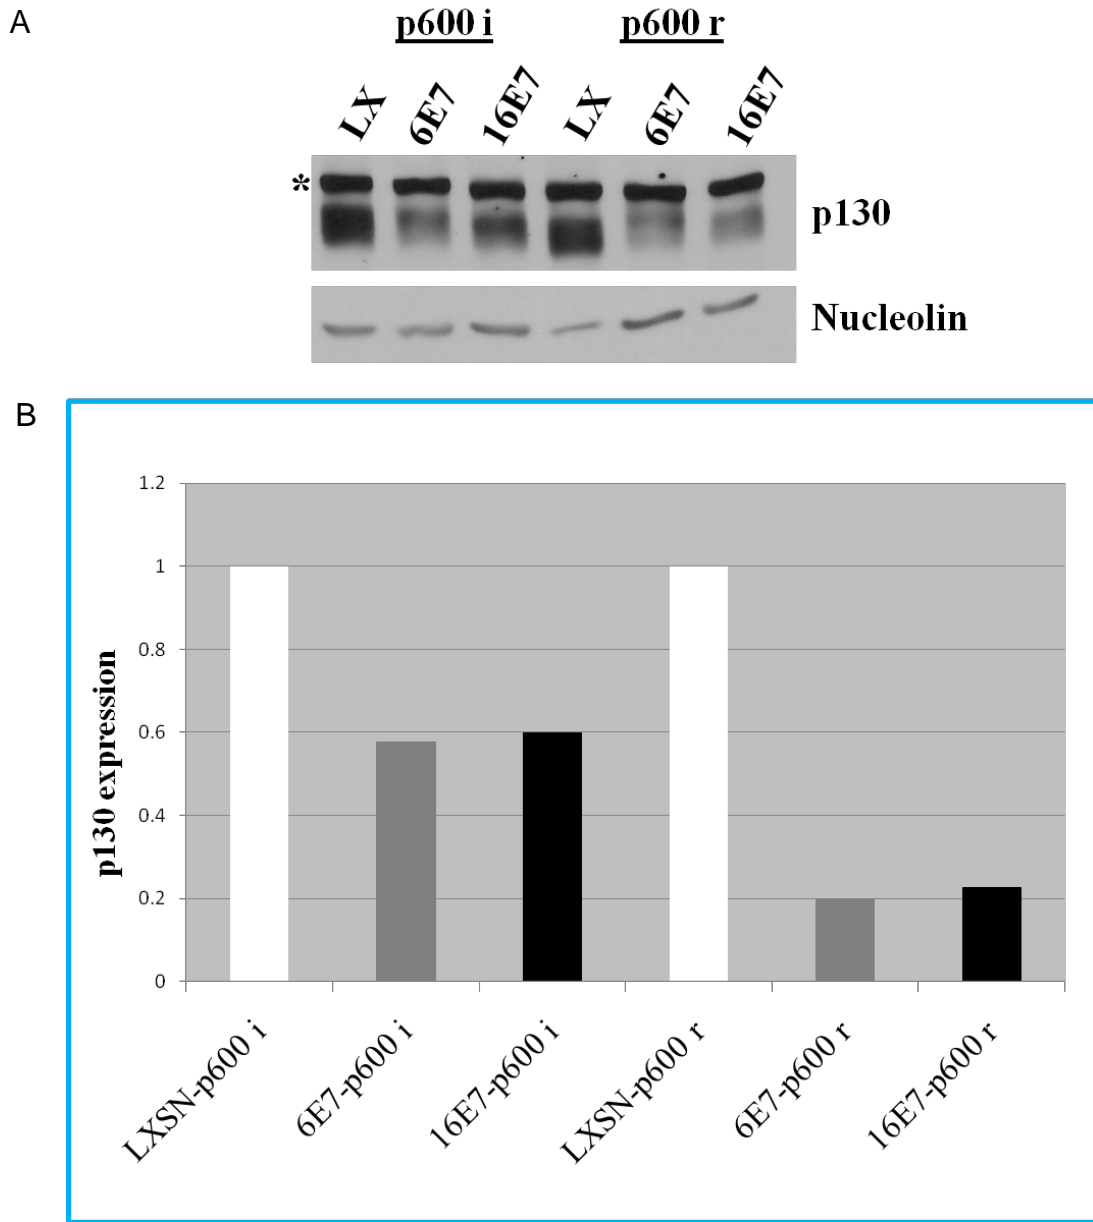 A
p600 i p600 r
LX 6E7 16E7 LX 6E7 16E7
*
p130
Nucleolin
B
1.2
1
0.8
0.6
0.4
0.2
0
p130 expression
LXSN-p600 i 6E7-p600 i 16E7-p600 i LXSN-p600 r 6E7-p600 r 16E7-p600 r